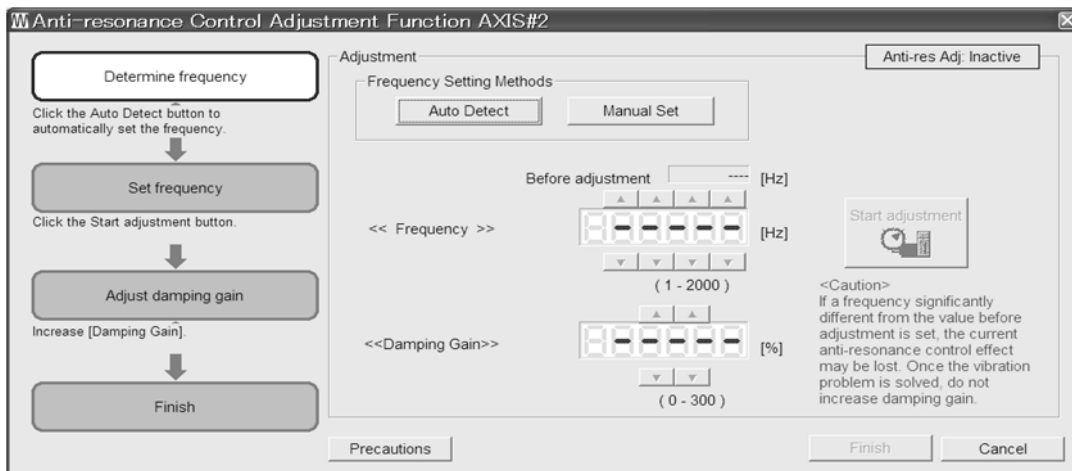 Anti-resonance Control Adjustment Function AXIS#2
Determine frequency
Click the Auto Detect button to
automatically set the frequency.
Set frequency
Click the Start adjustment button.
Adjust damping gain
Increase [Damping Gain].
Finish
Adjustment
Anti-res Adj: Inactive
Frequency Setting Methods
Auto Detect
Manual Set
Before adjustment ---- [Hz]
<< Frequency >> ----- [Hz]
( 1 - 2000 )
<<Damping Gain>> ----- [%]
( 0 - 300 )
Start adjustment
<Caution>
If a frequency significantly
different from the value before
adjustment is set, the current
anti-resonance control effect
may be lost. Once the vibration
problem is solved, do not
increase damping gain.
Precautions
Finish
Cancel